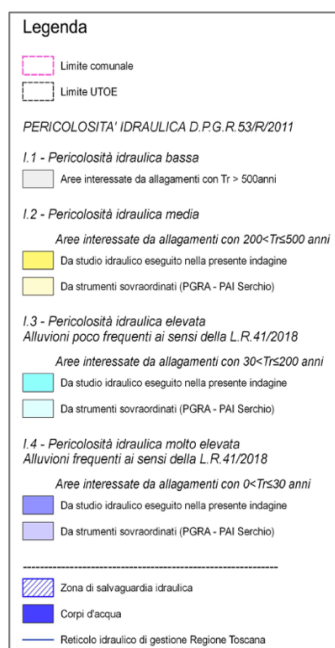 Legenda
Limite comunale
Limite UTOE
PERICOLOSITA' IDRAULICA D.P.G.R.53/R/2011
I.1 - Pericolosità idraulica bassa
Aree interessate da allagamenti con Tr > 500anni
I.2 - Pericolosità idraulica media
Aree interessate da allagamenti con 200<Tr≤500 anni
Da studio idraulico eseguito nella presente indagine
Da strumenti sovraordinati (PGRA - PAI Serchio)
I.3 - Pericolosità idraulica elevata
Alluvioni poco frequenti ai sensi della L.R.41/2018
Aree interessate da allagamenti con 30<Tr≤200 anni
Da studio idraulico eseguito nella presente indagine
Da strumenti sovraordinati (PGRA - PAI Serchio)
I.4 - Pericolosità idraulica molto elevata
Alluvioni frequenti ai sensi della L.R.41/2018
Aree interessate da allagamenti con 0<Tr≤30 anni
Da studio idraulico eseguito nella presente indagine
Da strumenti sovraordinati (PGRA - PAI Serchio)
Zona di salvaguardia idraulica
Corpi d'acqua
Reticolo idraulico di gestione Regione Toscana